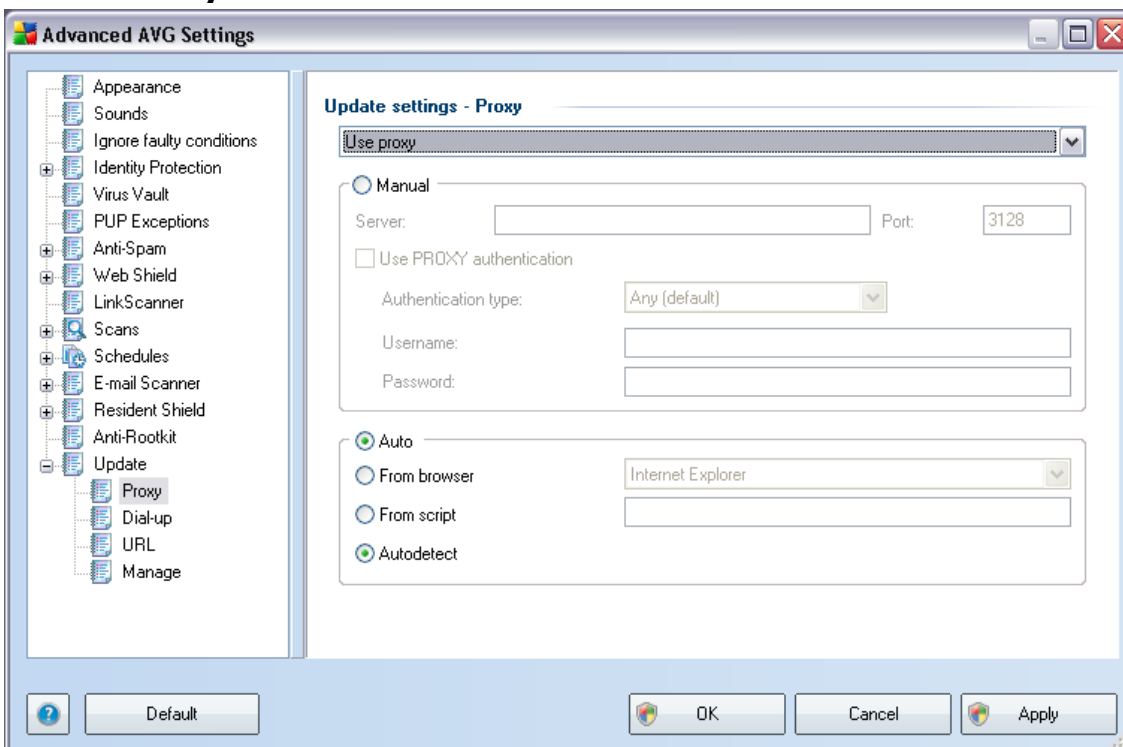 Advanced AVG Settings
Appearance
Sounds
Ignore faulty conditions
Identity Protection
Virus Vault
PUP Exceptions
Anti-Spam
Web Shield
LinkScanner
Scans
Schedules
E-mail Scanner
Resident Shield
Anti-Rootkit
Update
Proxy
Dial-up
URL
Manage
Update settings - Proxy
Use proxy
Manual
Server: Port: 3128
Use PROXY authentication
Authentication type: Any (default)
Username:
Password:
Auto
From browser Internet Explorer
From script
Autodetect
? Default OK Cancel Apply